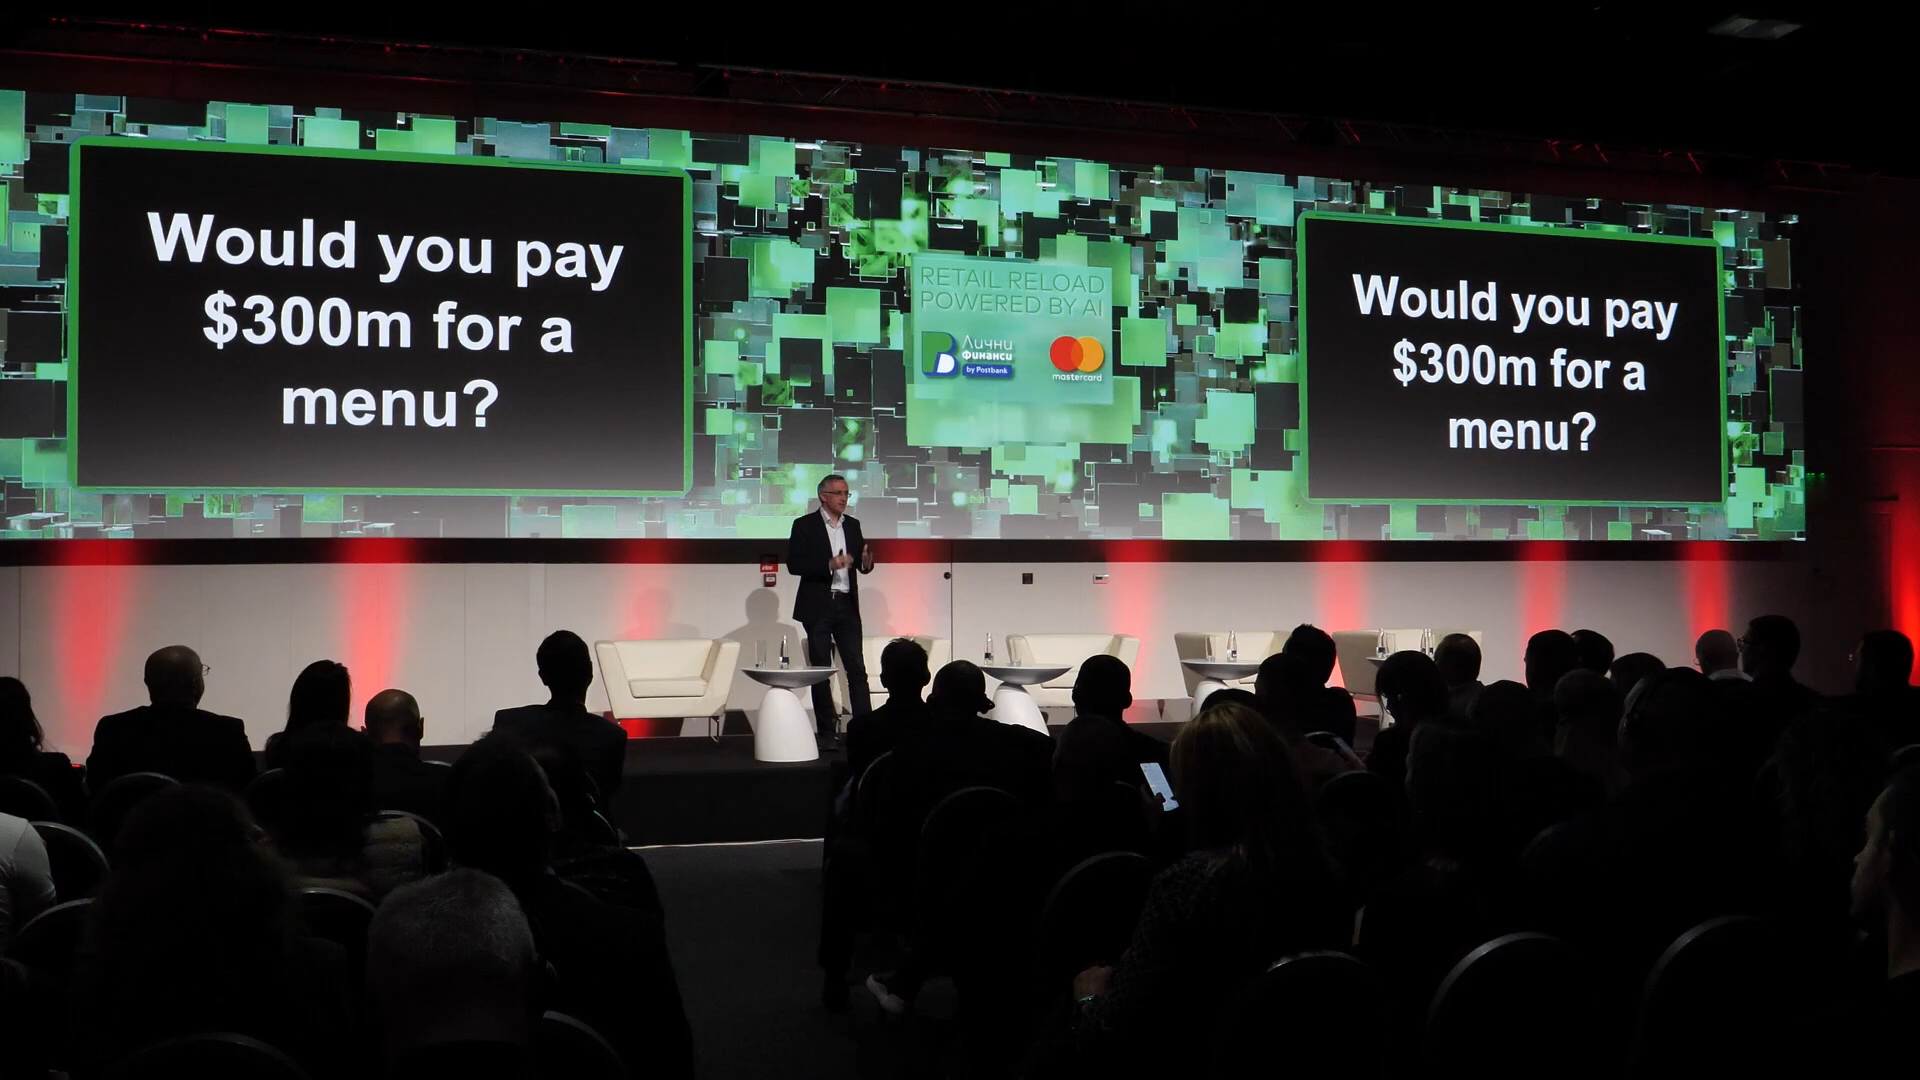 Would you pay
$300m for a
menu?
RETAIL RELOAD
POWERED BY AI
Лични
Финанси
by Postbank
mastercard
Would you pay
$300m for a
menu?